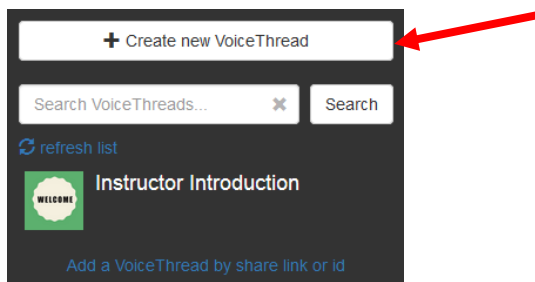 + Create new VoiceThread
Search VoiceThreads... × Search
refresh list
WELCOME
Instructor Introduction
Add a VoiceThread by share link or id